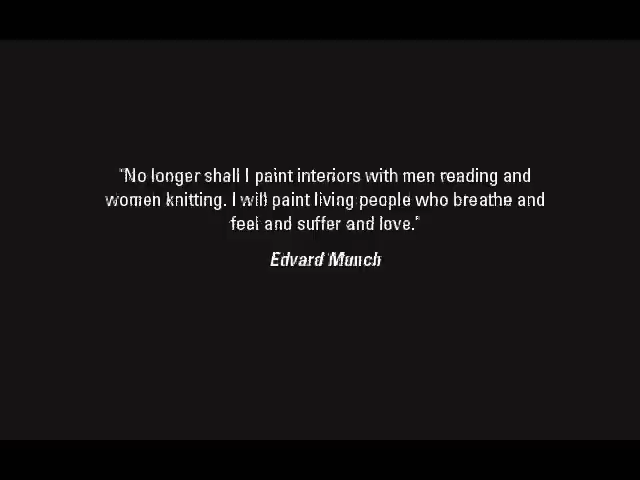 "No longer shall I paint interiors with men reading and
women knitting. I will paint living people who breathe and
feel and suffer and love."
Edvard Munch